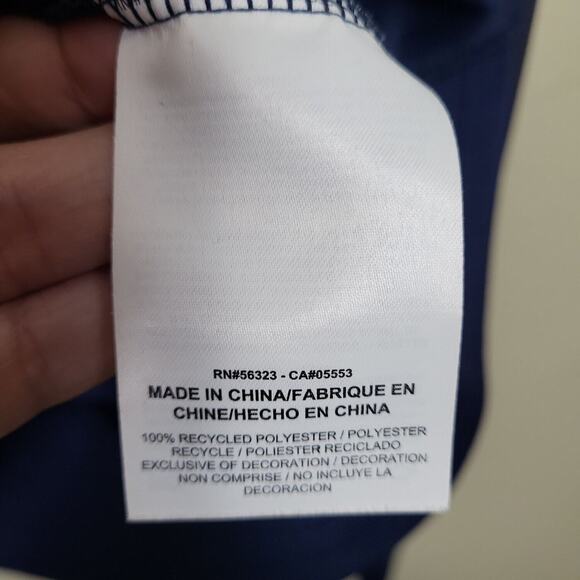 RN#56323 - CA#05553
MADE IN CHINA/FABRIQUE EN
CHINE/HECHO EN CHINA
100% RECYCLED POLYESTER / POLYESTER
RECYCLE / POLIESTER RECICLADO
EXCLUSIVE OF DECORATION / DECORATION
NON COMPRISE / NO INCLUYE LA
DECORACION